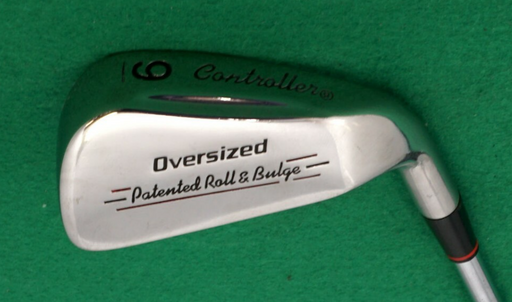 6 Controller®
Oversized
Patented Roll & Bulge